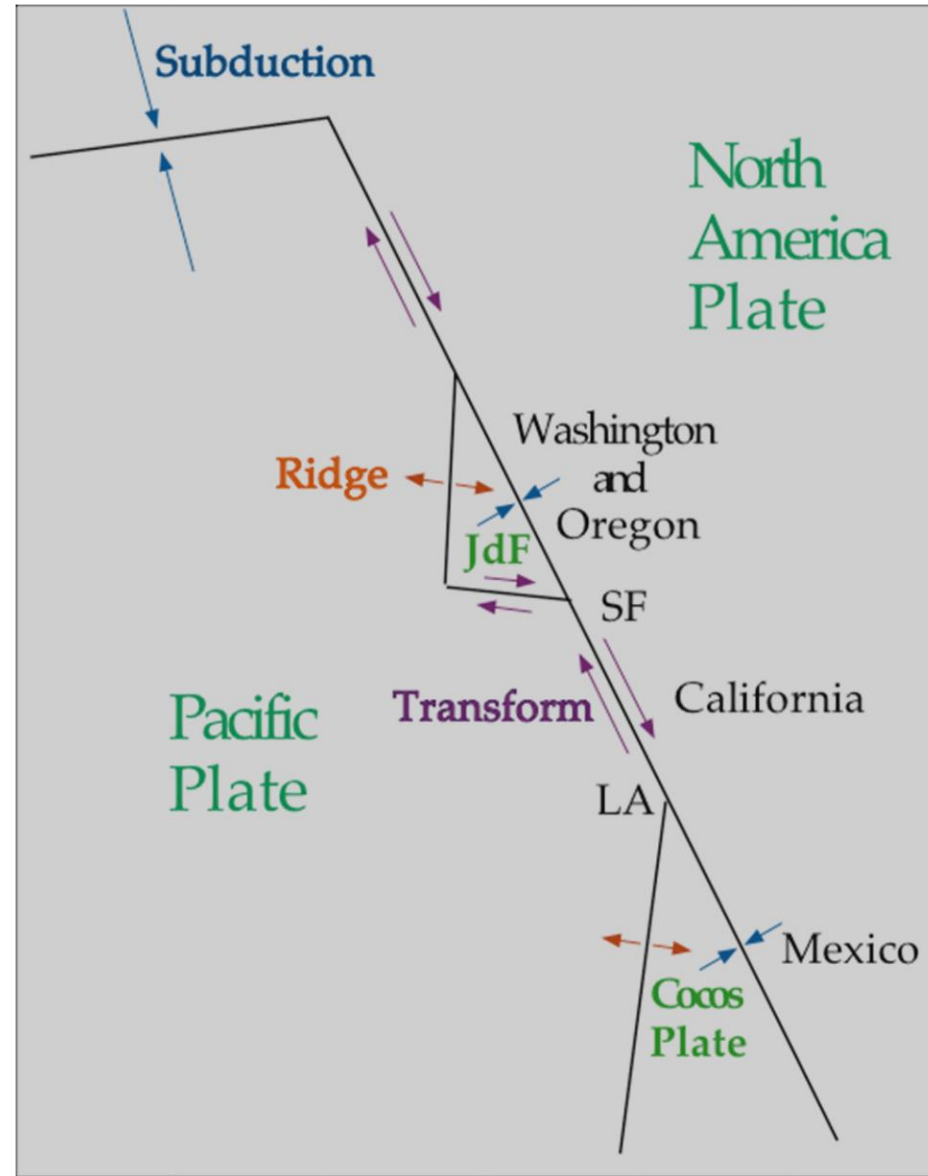 Subduction
North
America
Plate
Washington
and
Oregon
Ridge
JdF
SF
Transform
California
Pacific
Plate
LA
Mexico
Cocos
Plate